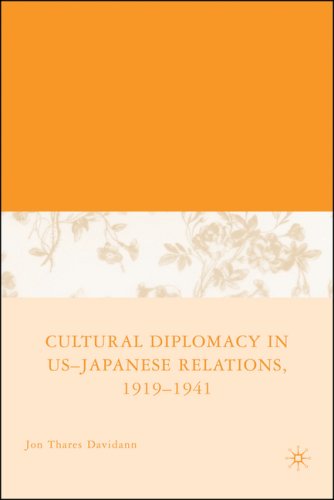 CULTURAL DIPLOMACY IN
US–JAPANESE RELATIONS,
1919–1941
Jon Thares Davidann